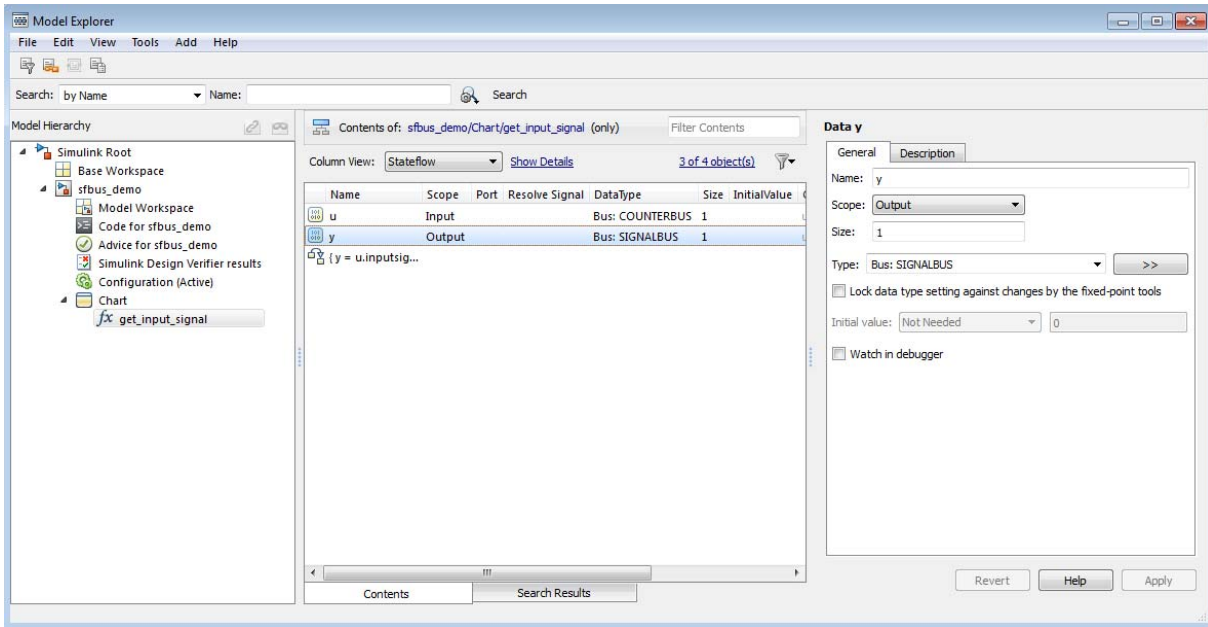 Model Explorer
File Edit View Tools Add Help
Search: by Name Name: Search
Model Hierarchy
Simulink Root
Base Workspace
sfbus_demo
Model Workspace
Code for sfbus_demo
Advice for sfbus_demo
Simulink Design Verifier results
Configuration (Active)
Chart
fx get_input_signal
Contents of: sfbus_demo/Chart/get_input_signal (only) Filter Contents
Column View: Stateflow Show Details 3 of 4 object(s)
Name Scope Port Resolve Signal DataType Size InitialValue
u Input Bus: COUNTERBUS 1
y Output Bus: SIGNALBUS 1
{y = u.inputsig...
Contents Search Results
Data y
General Description
Name: y
Scope: Output
Size: 1
Type: Bus: SIGNALBUS >>
Lock data type setting against changes by the fixed-point tools
Initial value: Not Needed 0
Watch in debugger
Revert Help Apply